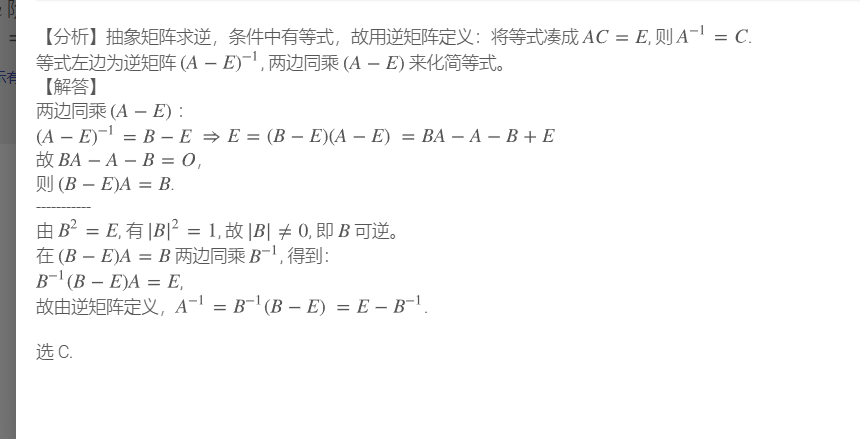 【分析】抽象矩阵求逆，条件中有等式，故用逆矩阵定义：将等式凑成 AC = E, 则 A⁻¹ = C.
等式左边为逆矩阵 (A − E)⁻¹, 两边同乘 (A − E) 来化简等式。
【解答】
两边同乘 (A − E)：
(A − E)⁻¹ = B − E ⇒ E = (B − E)(A − E) = BA − A − B + E
故 BA − A − B = O,
则 (B − E)A = B.
-----------
由 B² = E, 有 |B|² = 1, 故 |B| ≠ 0, 即 B 可逆。
在 (B − E)A = B 两边同乘 B⁻¹, 得到：
B⁻¹(B − E)A = E,
故由逆矩阵定义，A⁻¹ = B⁻¹(B − E) = E − B⁻¹.
选 C.